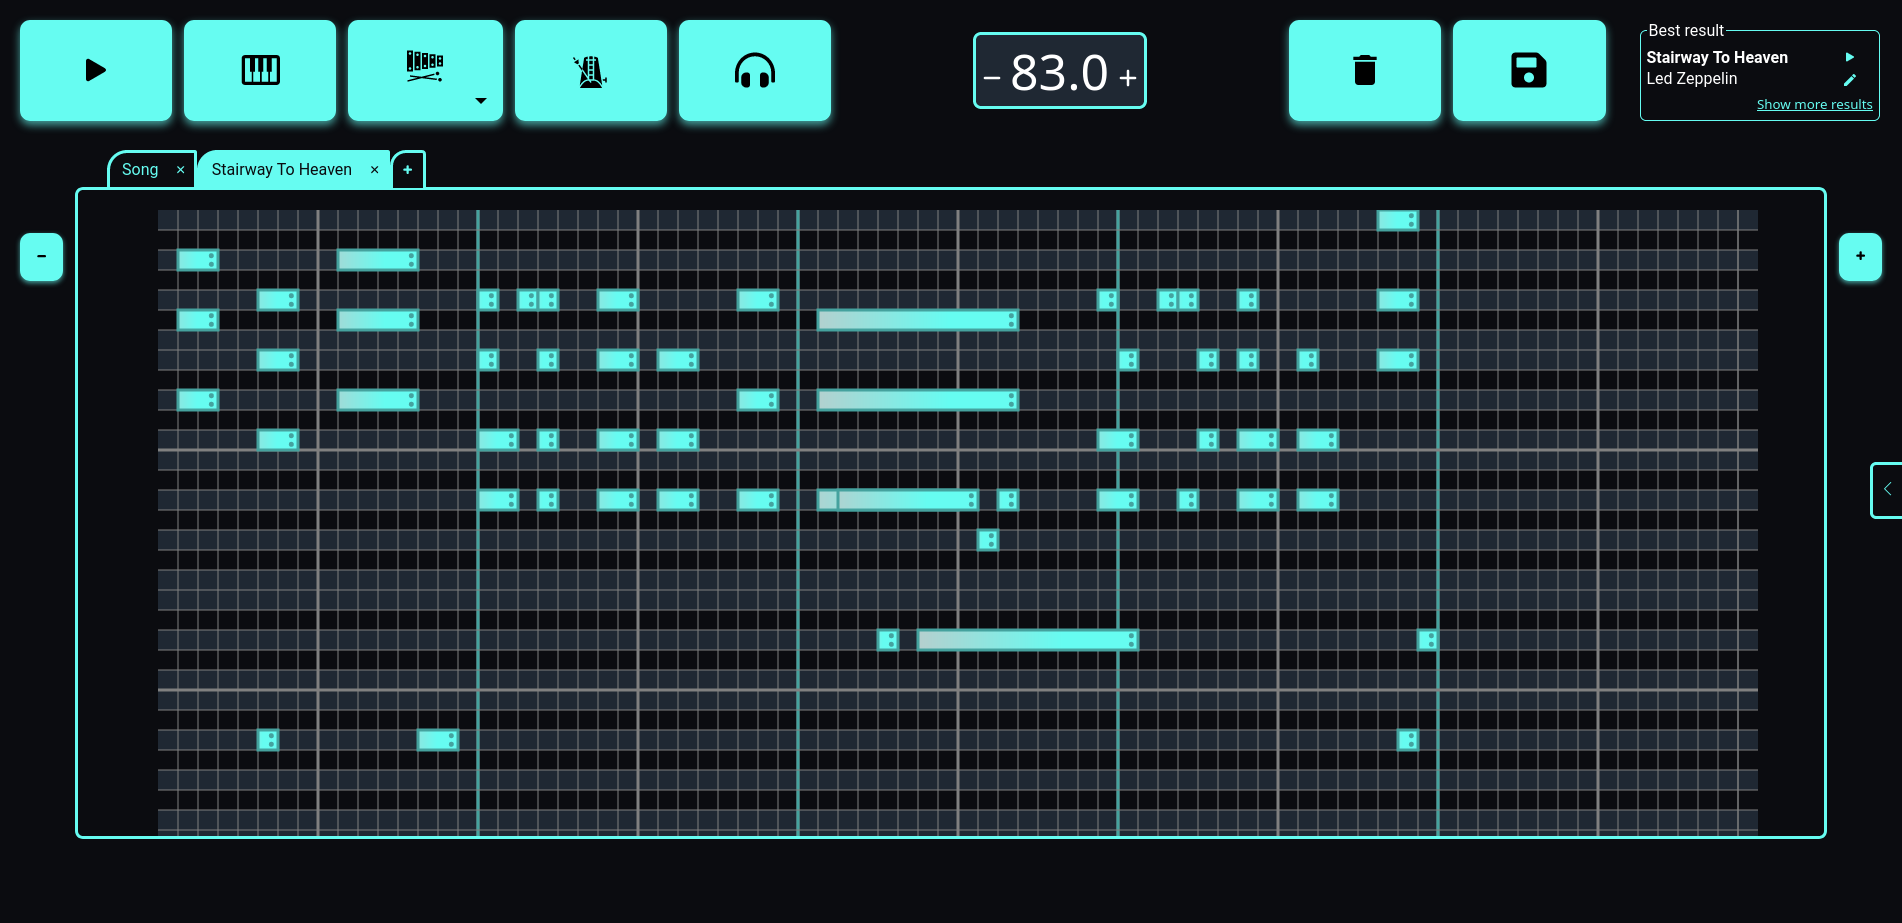 − 83.0 +
Best result
Stairway To Heaven
Led Zeppelin
Show more results
Song ×
Stairway To Heaven ×
+
−
+